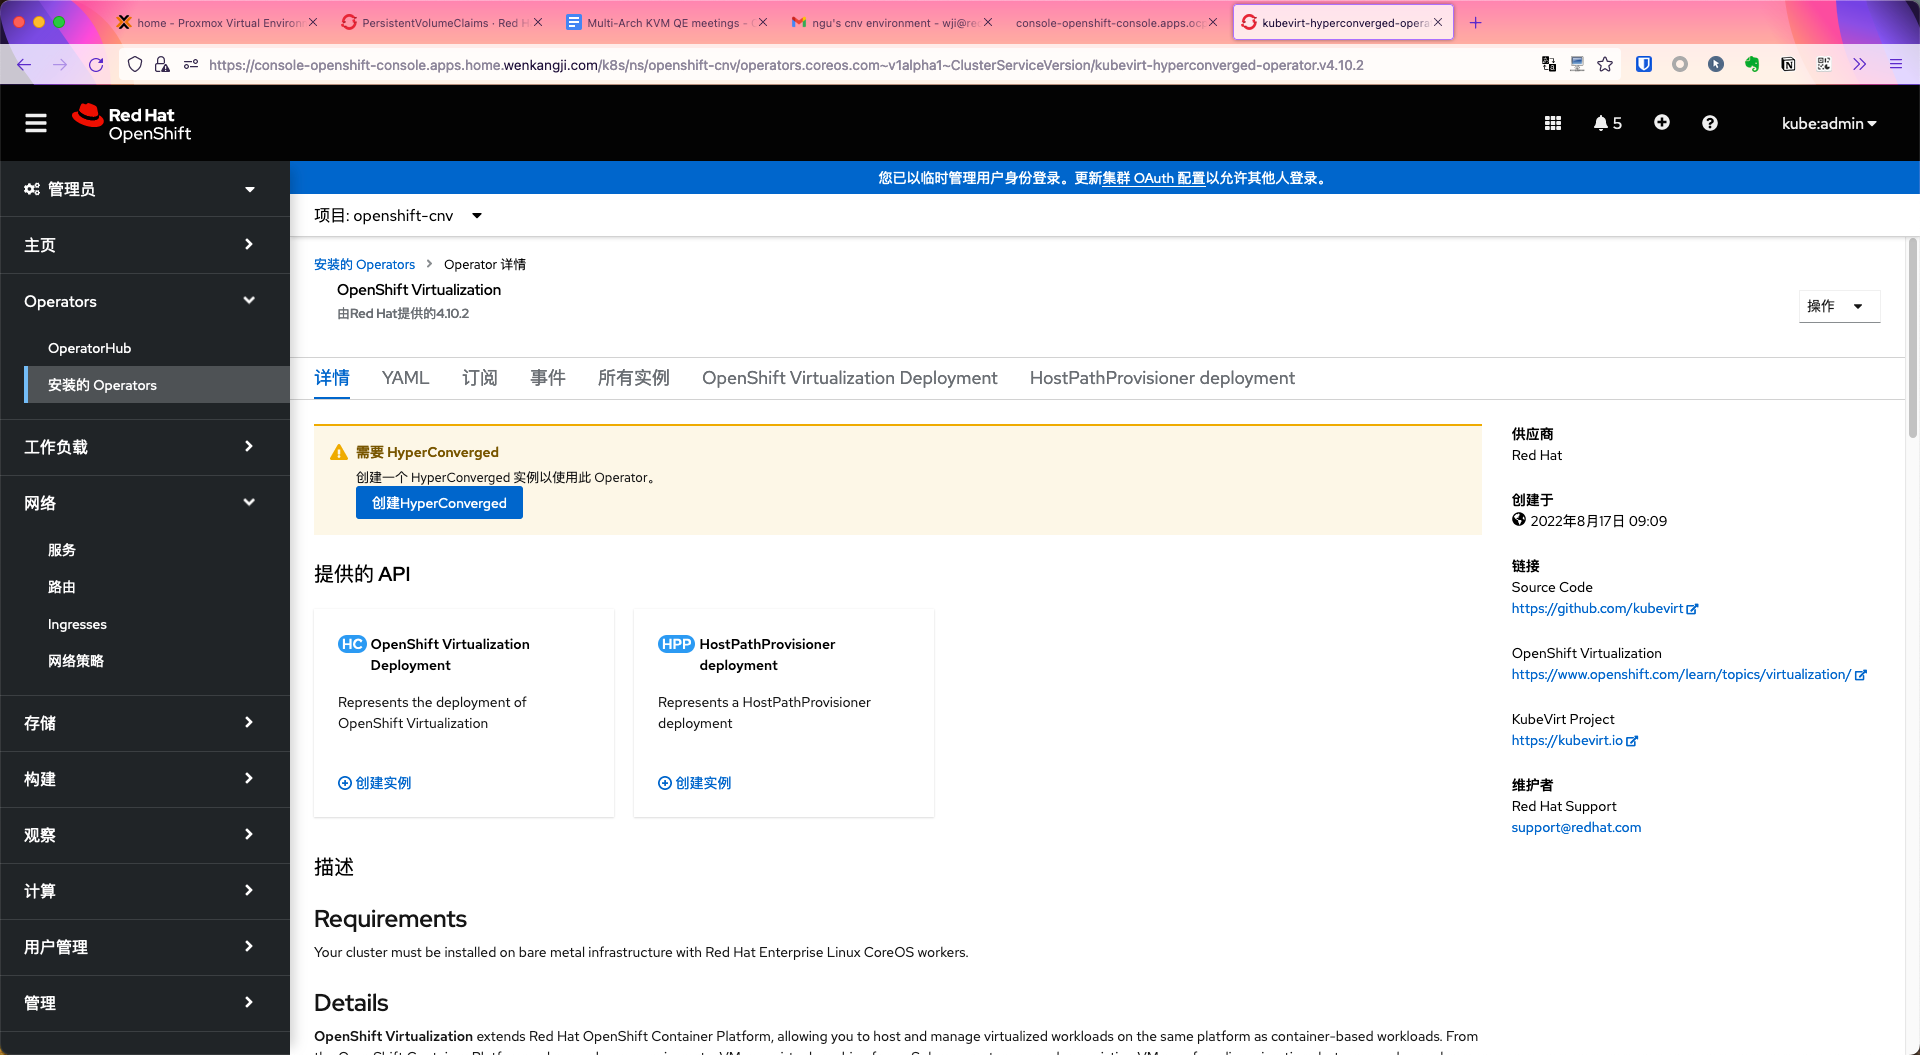 home - Proxmox Virtual Environ
PersistentVolumeClaims · Red H
Multi-Arch KVM QE meetings -
ngu's cnv environment - wji@re
console-openshift-console.apps.oc
kubevirt-hyperconverged-opera
https://console-openshift-console.apps.home.wenkangji.com/k8s/ns/openshift-cnv/operators.coreos.com~v1alpha1~ClusterServiceVersion/kubevirt-hyperconverged-operator.v4.10.2
Red Hat
OpenShift
5
kube:admin
您已以临时管理用户身份登录。更新集群 OAuth 配置以允许其他人登录。
管理员
主页
Operators
OperatorHub
安装的 Operators
工作负载
网络
服务
路由
Ingresses
网络策略
存储
构建
观察
计算
用户管理
管理
项目: openshift-cnv
安装的 Operators
Operator 详情
OpenShift Virtualization
由Red Hat提供的4.10.2
操作
详情
YAML
订阅
事件
所有实例
OpenShift Virtualization Deployment
HostPathProvisioner deployment
需要 HyperConverged
创建一个 HyperConverged 实例以使用此 Operator。
创建HyperConverged
提供的 API
HC OpenShift Virtualization
Deployment
Represents the deployment of
OpenShift Virtualization
创建实例
HPP HostPathProvisioner
deployment
Represents a HostPathProvisioner
deployment
创建实例
描述
Requirements
Your cluster must be installed on bare metal infrastructure with Red Hat Enterprise Linux CoreOS workers.
Details
OpenShift Virtualization extends Red Hat OpenShift Container Platform, allowing you to host and manage virtualized workloads on the same platform as container-based workloads. From
供应商
Red Hat
创建于
2022年8月17日 09:09
链接
Source Code
https://github.com/kubevirt
OpenShift Virtualization
https://www.openshift.com/learn/topics/virtualization/
KubeVirt Project
https://kubevirt.io
维护者
Red Hat Support
support@redhat.com